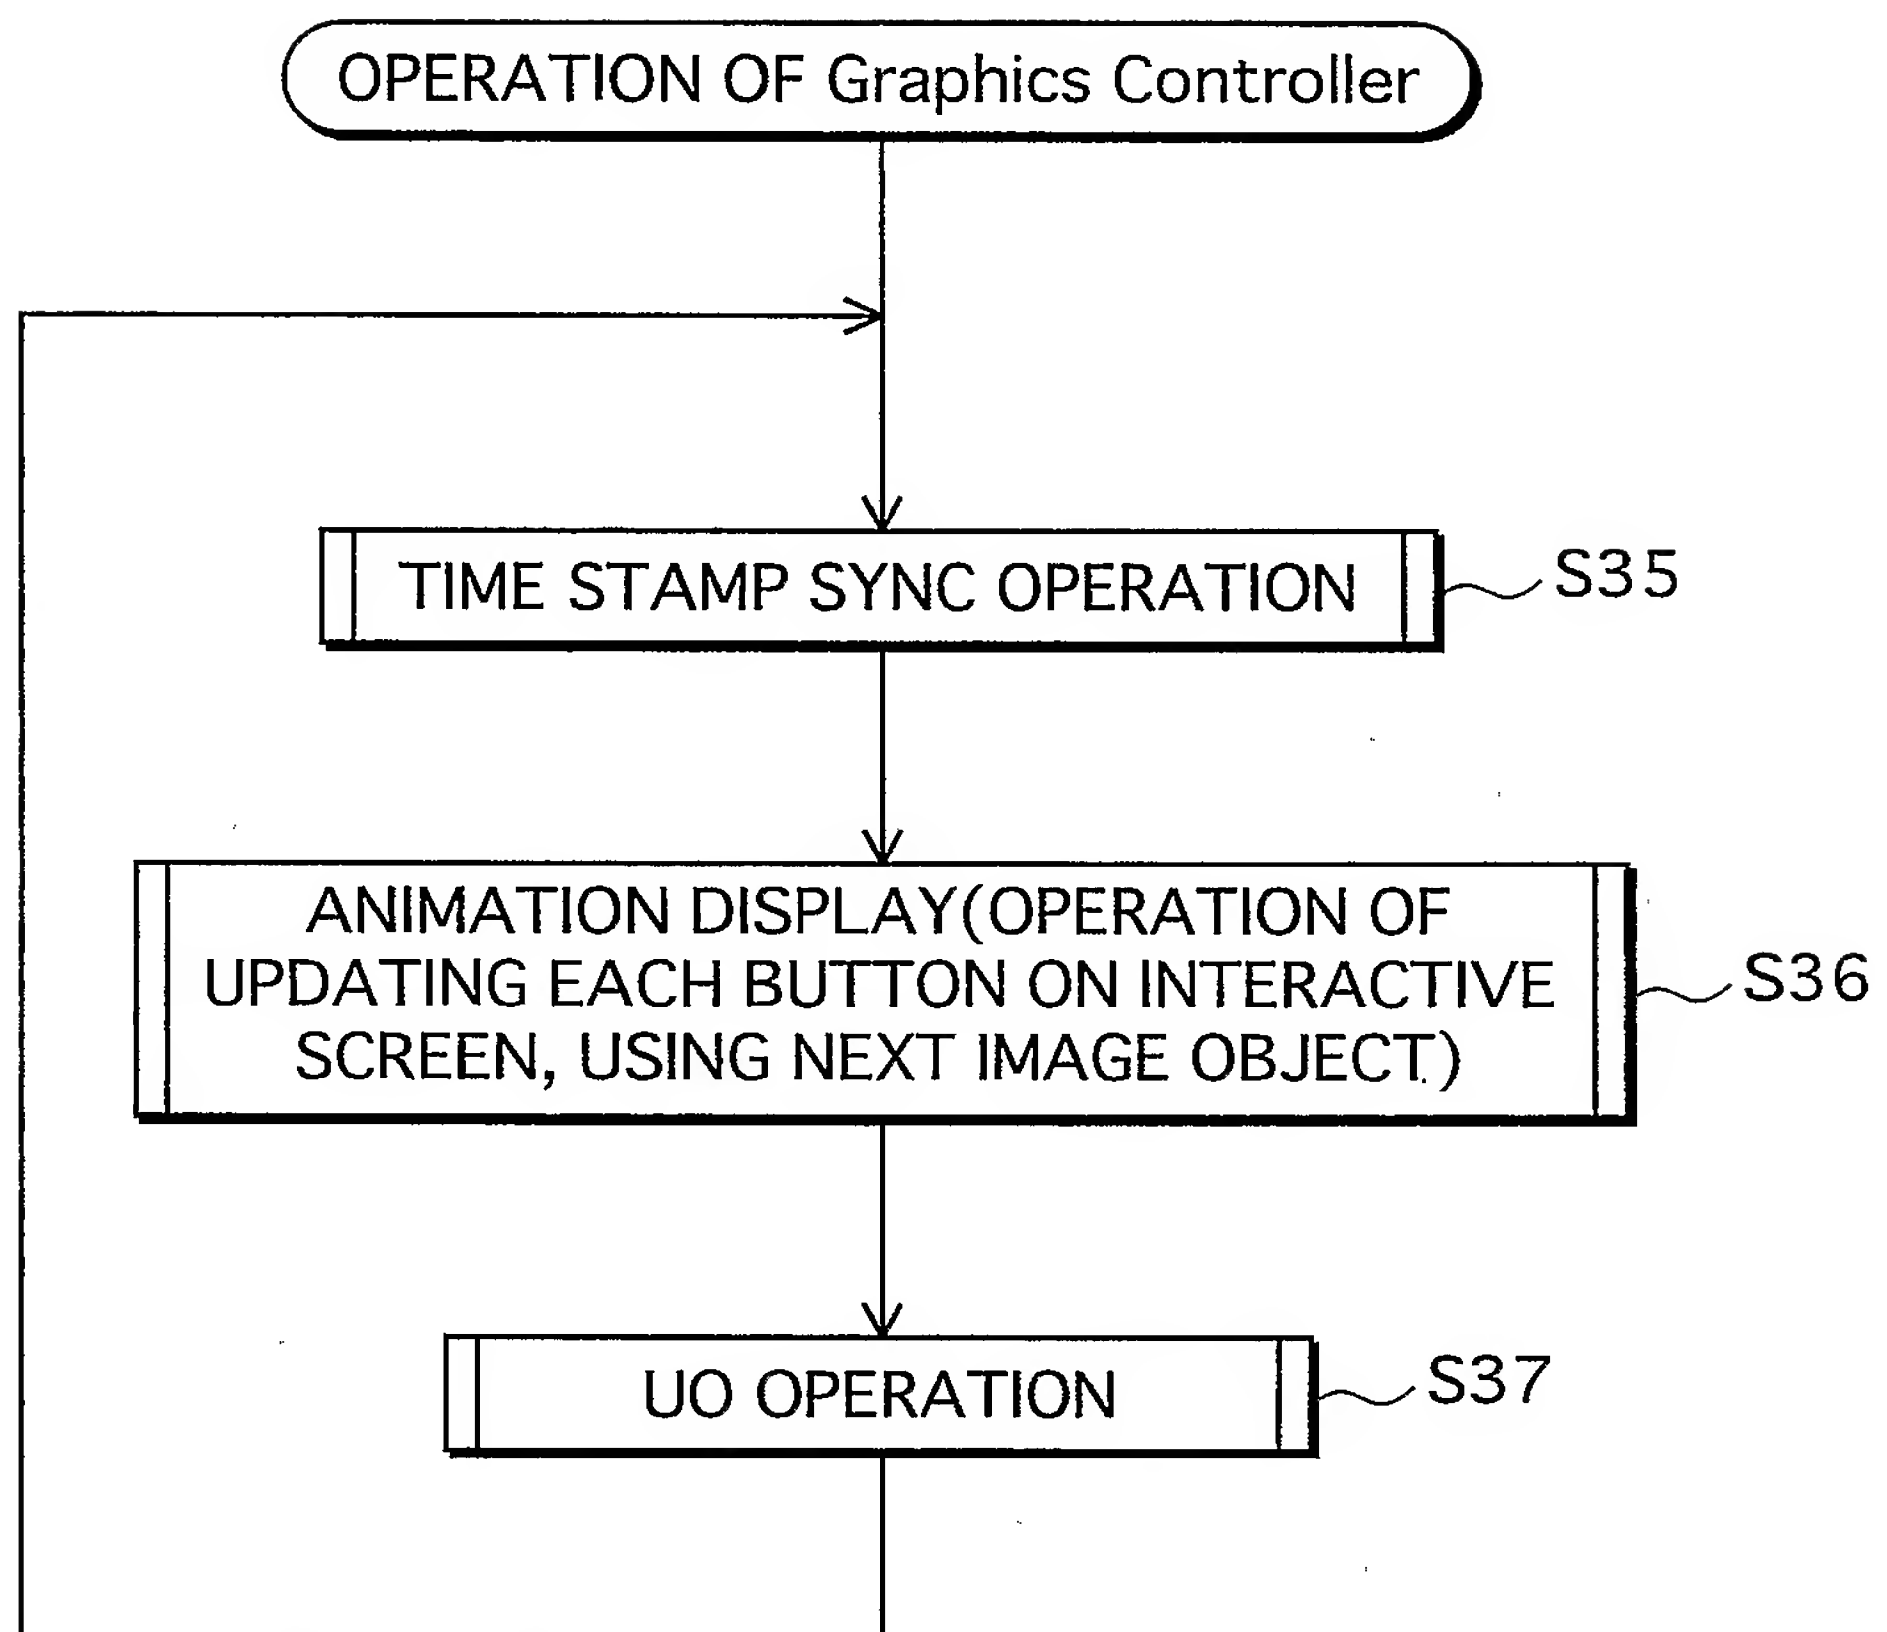 OPERATION OF Graphics Controller
TIME STAMP SYNC OPERATION
S35
ANIMATION DISPLAY(OPERATION OF
UPDATING EACH BUTTON ON INTERACTIVE
SCREEN, USING NEXT IMAGE OBJECT.)
S36
UO OPERATION
S37